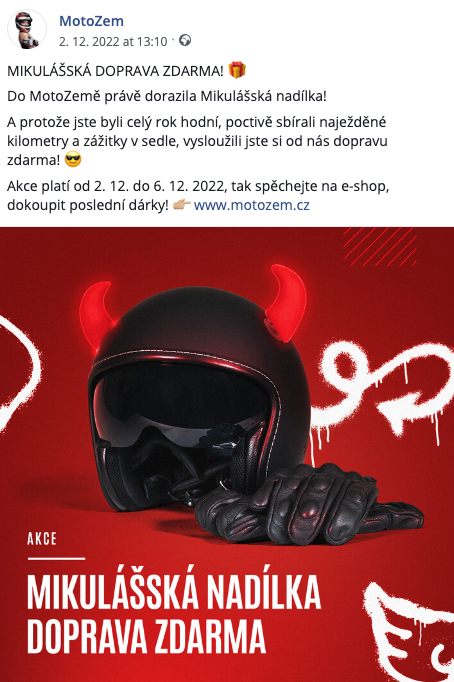 MotoZem
2. 12. 2022 at 13:10 ·
MIKULÁŠSKÁ DOPRAVA ZDARMA! 🎁
Do MotoZemě právě dorazila Mikulášská nadílka!
A protože jste byli celý rok hodní, poctivě sbírali naježděné
kilometry a zážitky v sedle, vysloužili jste si od nás dopravu
zdarma! 😎
Akce platí od 2. 12. do 6. 12. 2022, tak spěchejte na e-shop,
dokoupit poslední dárky! 👉🏼 www.motozem.cz
AKCE
MIKULÁŠSKÁ NADÍLKA
DOPRAVA ZDARMA